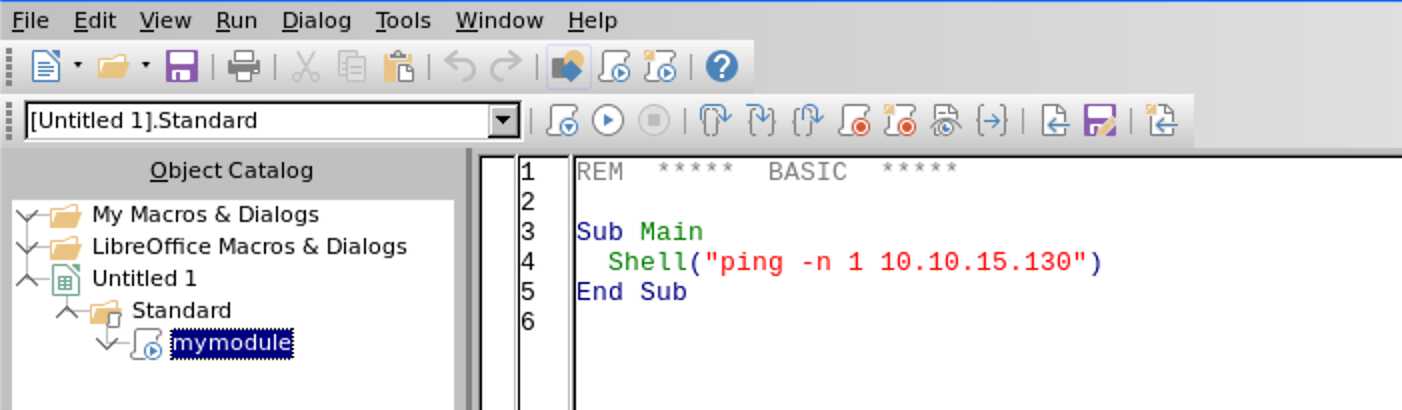 File Edit View Run Dialog Tools Window Help
[Untitled 1].Standard
Object Catalog
My Macros & Dialogs
LibreOffice Macros & Dialogs
Untitled 1
Standard
mymodule
1 REM  *****  BASIC  *****
2
3 Sub Main
4   Shell("ping -n 1 10.10.15.130")
5 End Sub
6